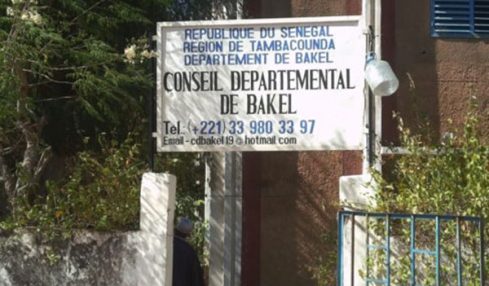 REPUBLIQUE DU SENEGAL
REGION DE TAMBACOUNDA
DEPARTEMENT DE BAKEL
CONSEIL DEPARTEMENTAL
DE BAKEL
Tel: (+221) 33 980 33 97
Email - cdbakel19@hotmail.com